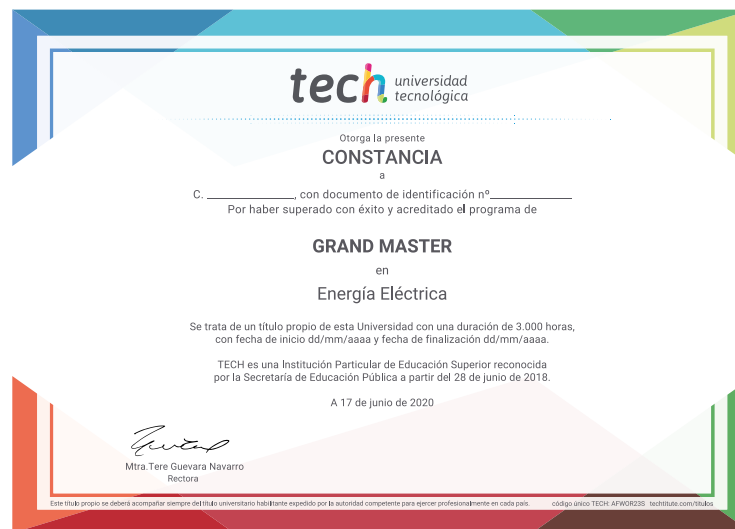 tech universidad
tecnológica
Otorga la presente
CONSTANCIA
a
C. ________________, con documento de identificación nº______________
Por haber superado con éxito y acreditado el programa de
GRAND MASTER
en
Energía Eléctrica
Se trata de un título propio de esta Universidad con una duración de 3.000 horas,
con fecha de inicio dd/mm/aaaa y fecha de finalización dd/mm/aaaa.
TECH es una Institución Particular de Educación Superior reconocida
por la Secretaría de Educación Pública a partir del 28 de junio de 2018.
A 17 de junio de 2020
Mtra.Tere Guevara Navarro
Rectora
Este título propio se deberá acompañar siempre del título universitario habilitante expedido por la autoridad competente para ejercer profesionalmente en cada país. código único TECH: AFWOR23S techtitute.com/titulos